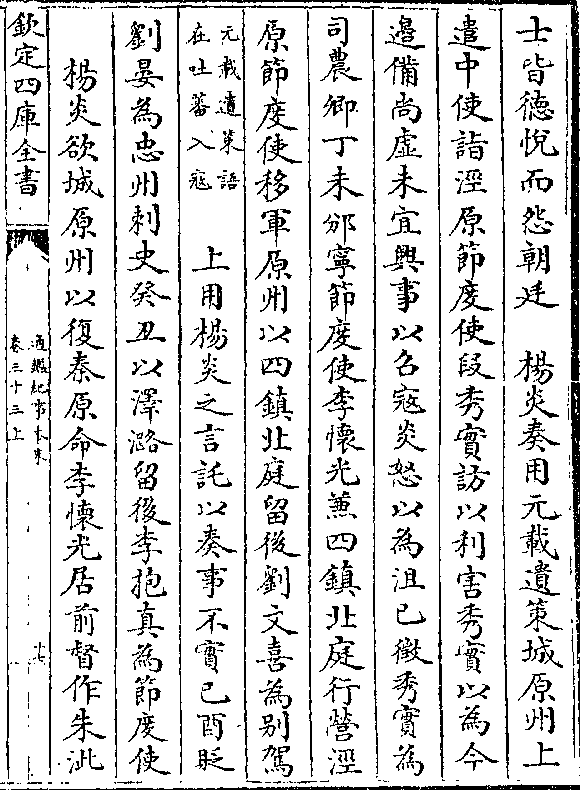 士皆德悅而怨朝廷　楊炎奏用元載遺策城原州上
遣中使詣涇原節度使段秀實訪以利害秀實以為今
邉備尚虚未宜興事以召寇炎怒以為沮已徴秀實為
司農卿丁未邠寧節度使李懷光兼四鎮北庭行營涇
原節度使移軍原州以四鎮北庭留後劉文喜為别駕
元載遺策語
在吐蕃入寇
上用楊炎之言託以奏事不實已酉貶
劉晏為忠州刺史癸丑以澤潞留後李抱真為節度使
楊炎欲城原州以復秦原命李懷光居前督作朱泚
欽定四庫全書
通鑑紀事本末
卷三十三上
十七